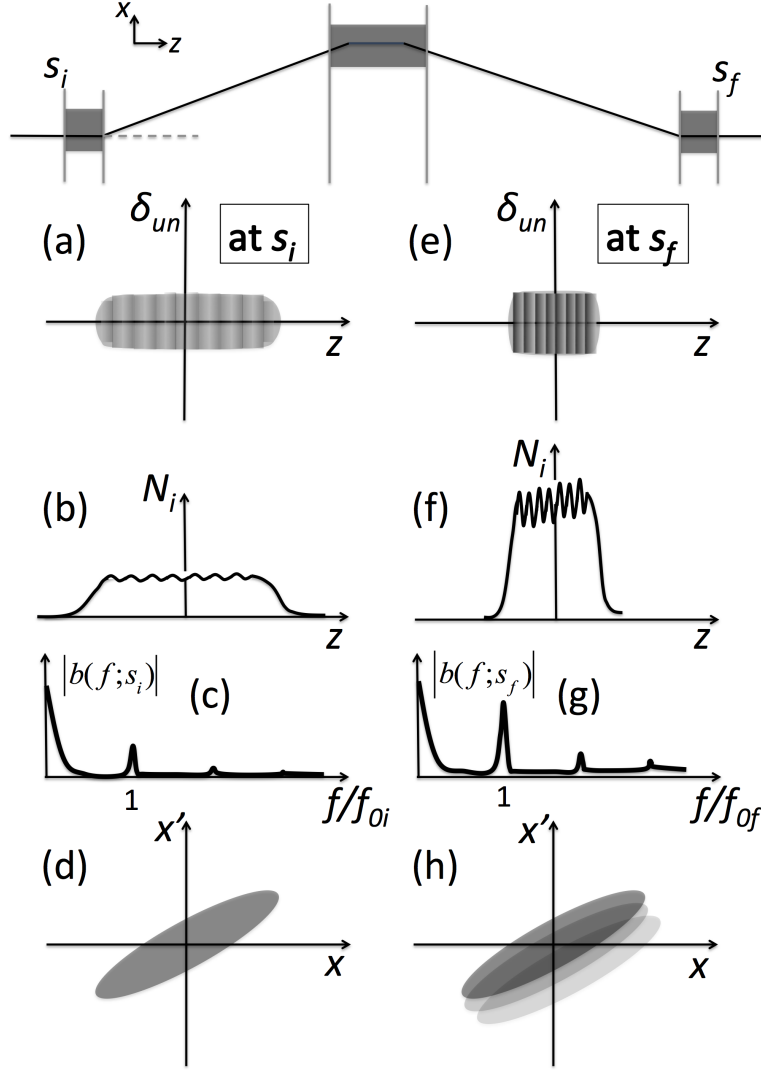 x
z
s_i
s_f
(a)
δ_un
at s_i
z
(e)
δ_un
at s_f
z
(b)
N_i
z
(f)
N_i
z
|b(f;s_i)|
(c)
1
f/f_0i
|b(f;s_f)|
(g)
1
f/f_0f
(d)
x’
x
(h)
x’
x